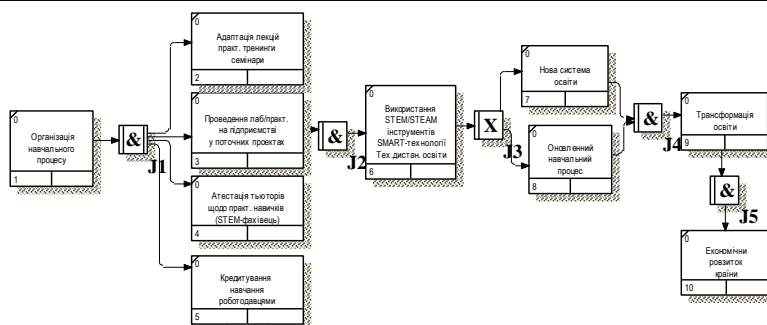 0
Організація
навчального
процесу
1
&
J1
0
Адаптація лекцій
практ. тренинги
семінари
2
0
Проведення лаб/практ.
на підприємстві
у поточних проектах
3
0
Атестація тьюторів
щодо практ. навичків
(STEM-фахівець)
4
0
Кредитування
навчання
роботодавцями
5
&
J2
0
Використання
STEM/STEAM
інструментів
SMART-технології
Тех дистан. освіти
6
X
J3
0
Нова система
освіти
7
0
Оновленний
навчальний
процес
8
&
J4
0
Трансформація
освіти
9
&
J5
0
Економічни
ровзиток
країни
10